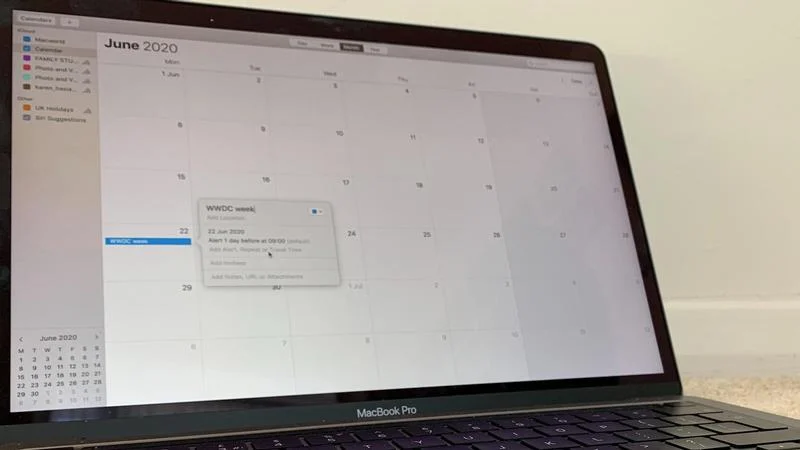 Calendars +
June 2020
Day Week Month Year
iCloud
Macworld
Calendar
FAMILY STU...
Photo and V...
Photo and V...
Other
UK Holidays
Siri Suggestions
Mon Tue Wed Thu Fri Sat Sun
1 Jun 2 3 4 5 6 7
8 9 10 11 12 13 14
15 16 17 18 19 20 21
22 24 25 26 27 28
WWDC week
WWDC week
Add Location
22 Jun 2020
Alert 1 day before at 09:00 (default)
Add Alert, Repeat or Travel Time
Add Invitees
Add Notes, URL or Attachments
29 30 1 Jul 2 3 4 5
6 7 8 9 10 11 12
June 2020
M T W T F S S
1 2 3 4 5 6 7
8 9 10 11 12 13 14
15 16 17 18 19 20 21
22 23 24 25 26 27 28
29 30 1 2 3 4 5
6 7 8 9 10 11 12
MacBook Pro